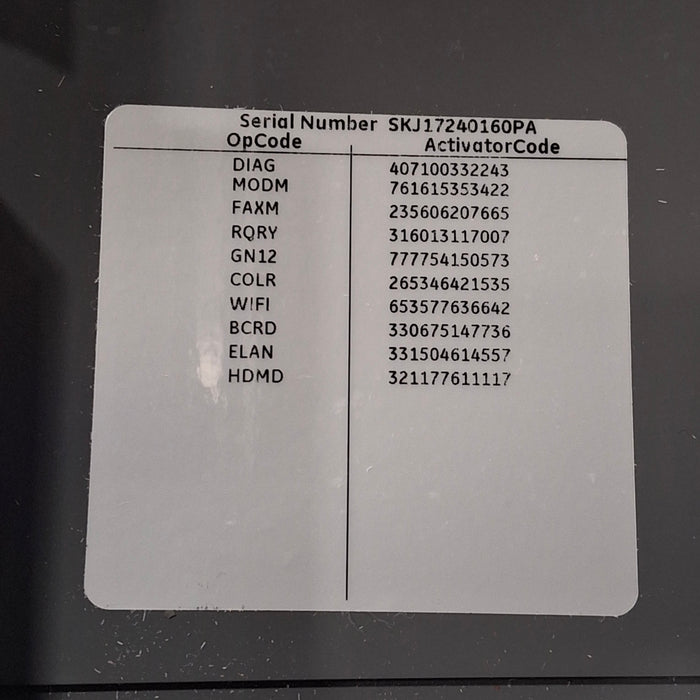 Serial Number SKJ17240160PA
OpCode ActivatorCode
DIAG 407100332243
MODM 761615353422
FAXM 235606207665
RQRY 316013117007
GN12 777754150573
COLR 265346421535
WIFI 653577636642
BCRD 330675147736
ELAN 331504614557
HDMD 321177611117